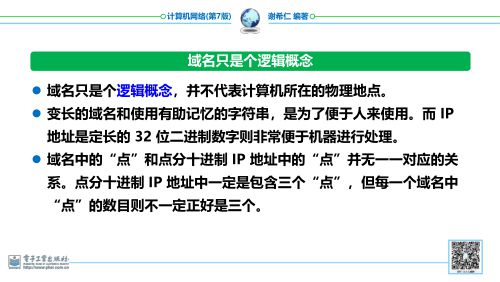 计算机网络(第7版) 谢希仁 编著
域名只是个逻辑概念
域名只是个逻辑概念，并不代表计算机所在的物理地点。
变长的域名和使用有助记忆的字符串，是为了便于人来使用。而 IP
地址是定长的 32 位二进制数字则非常便于机器进行处理。
域名中的“点”和点分十进制 IP 地址中的“点”并无一一对应的关
系。点分十进制 IP 地址中一定是包含三个“点”，但每一个域名中
“点”的数目则不一定正好是三个。
电子工业出版社
http://www.phei.com.cn